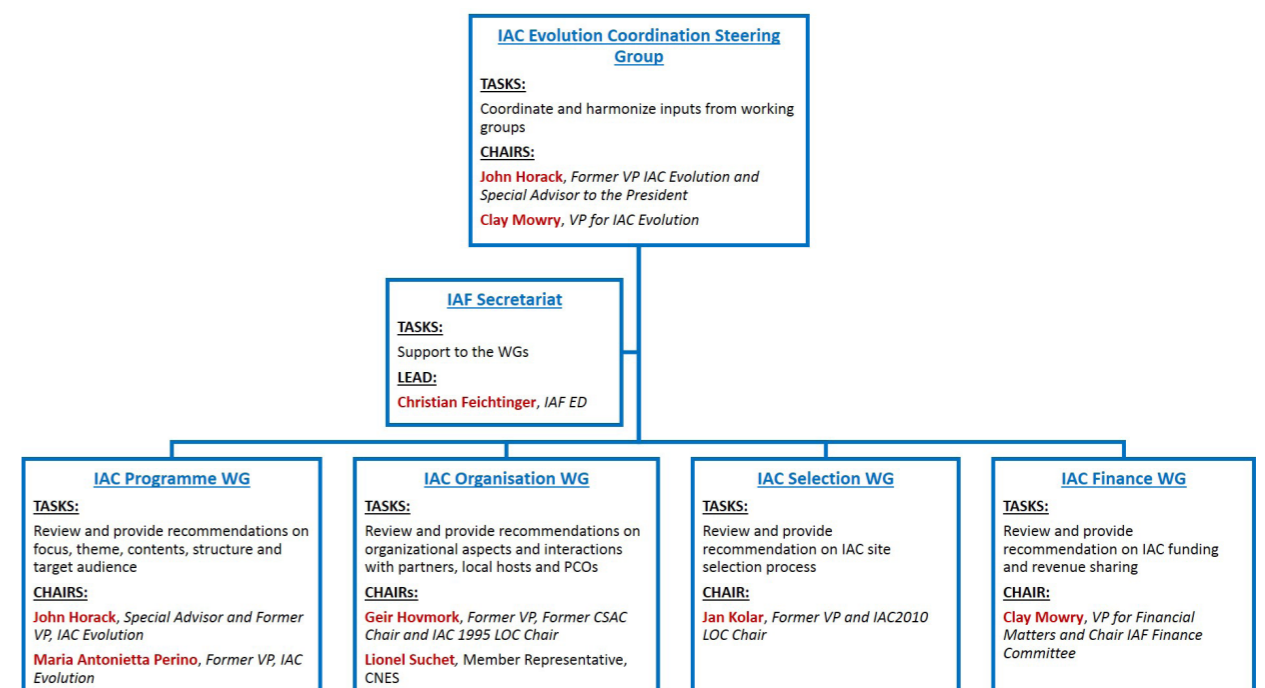 IAC Evolution Coordination Steering
Group
TASKS:
Coordinate and harmonize inputs from working
groups
CHAIRS:
John Horack, Former VP IAC Evolution and
Special Advisor to the President
Clay Mowry, VP for IAC Evolution
IAF Secretariat
TASKS:
Support to the WGs
LEAD:
Christian Feichtinger, IAF ED
IAC Programme WG
TASKS:
Review and provide recommendations on
focus, theme, contents, structure and
target audience
CHAIRS:
John Horack, Special Advisor and Former
VP, IAC Evolution
Maria Antonietta Perino, Former VP, IAC
Evolution
IAC Organisation WG
TASKS:
Review and provide recommendations on
organizational aspects and interactions
with partners, local hosts and PCOs
CHAIRs:
Geir Hovmork, Former VP, Former CSAC
Chair and IAC 1995 LOC Chair
Lionel Suchet, Member Representative,
CNES
IAC Selection WG
TASKS:
Review and provide
recommendation on IAC site
selection process
CHAIR:
Jan Kolar, Former VP and IAC2010
LOC Chair
IAC Finance WG
TASKS:
Review and provide
recommendation on IAC funding
and revenue sharing
CHAIR:
Clay Mowry, VP for Financial
Matters and Chair IAF Finance
Committee